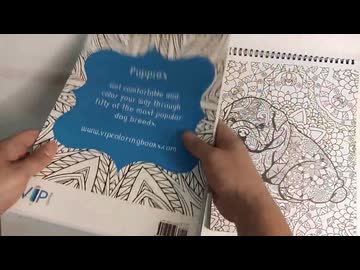 Puppies
Get comfortable and
color your way through
fifty of the most popular
dog breeds.
www.vipcoloringbooks.com
ViP